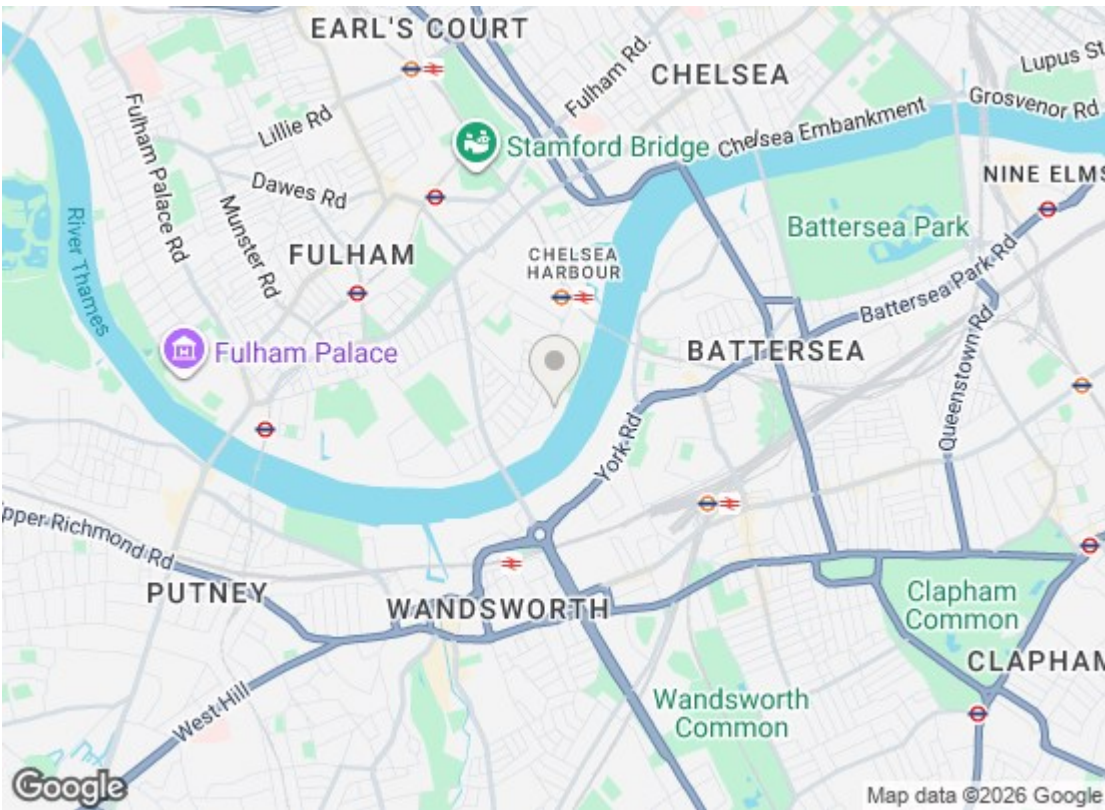 EARL'S COURT
Fulham Rd.
CHELSEA
Lupus St
Grosvenor Rd
Fulham Palace Rd
Lillie Rd
Stamford Bridge
Chelsea Embankment
NINE ELMS
Dawes Rd
Munster Rd
River Thames
FULHAM
CHELSEA
HARBOUR
Battersea Park
Battersea Park Rd
Fulham Palace
BATTERSEA
Queenstown Rd
York Rd
pper Richmond Rd
PUTNEY
WANDSWORTH
Clapham
Common
CLAPHAM
West Hill
Wandsworth
Common
Google
Map data ©2026 Google